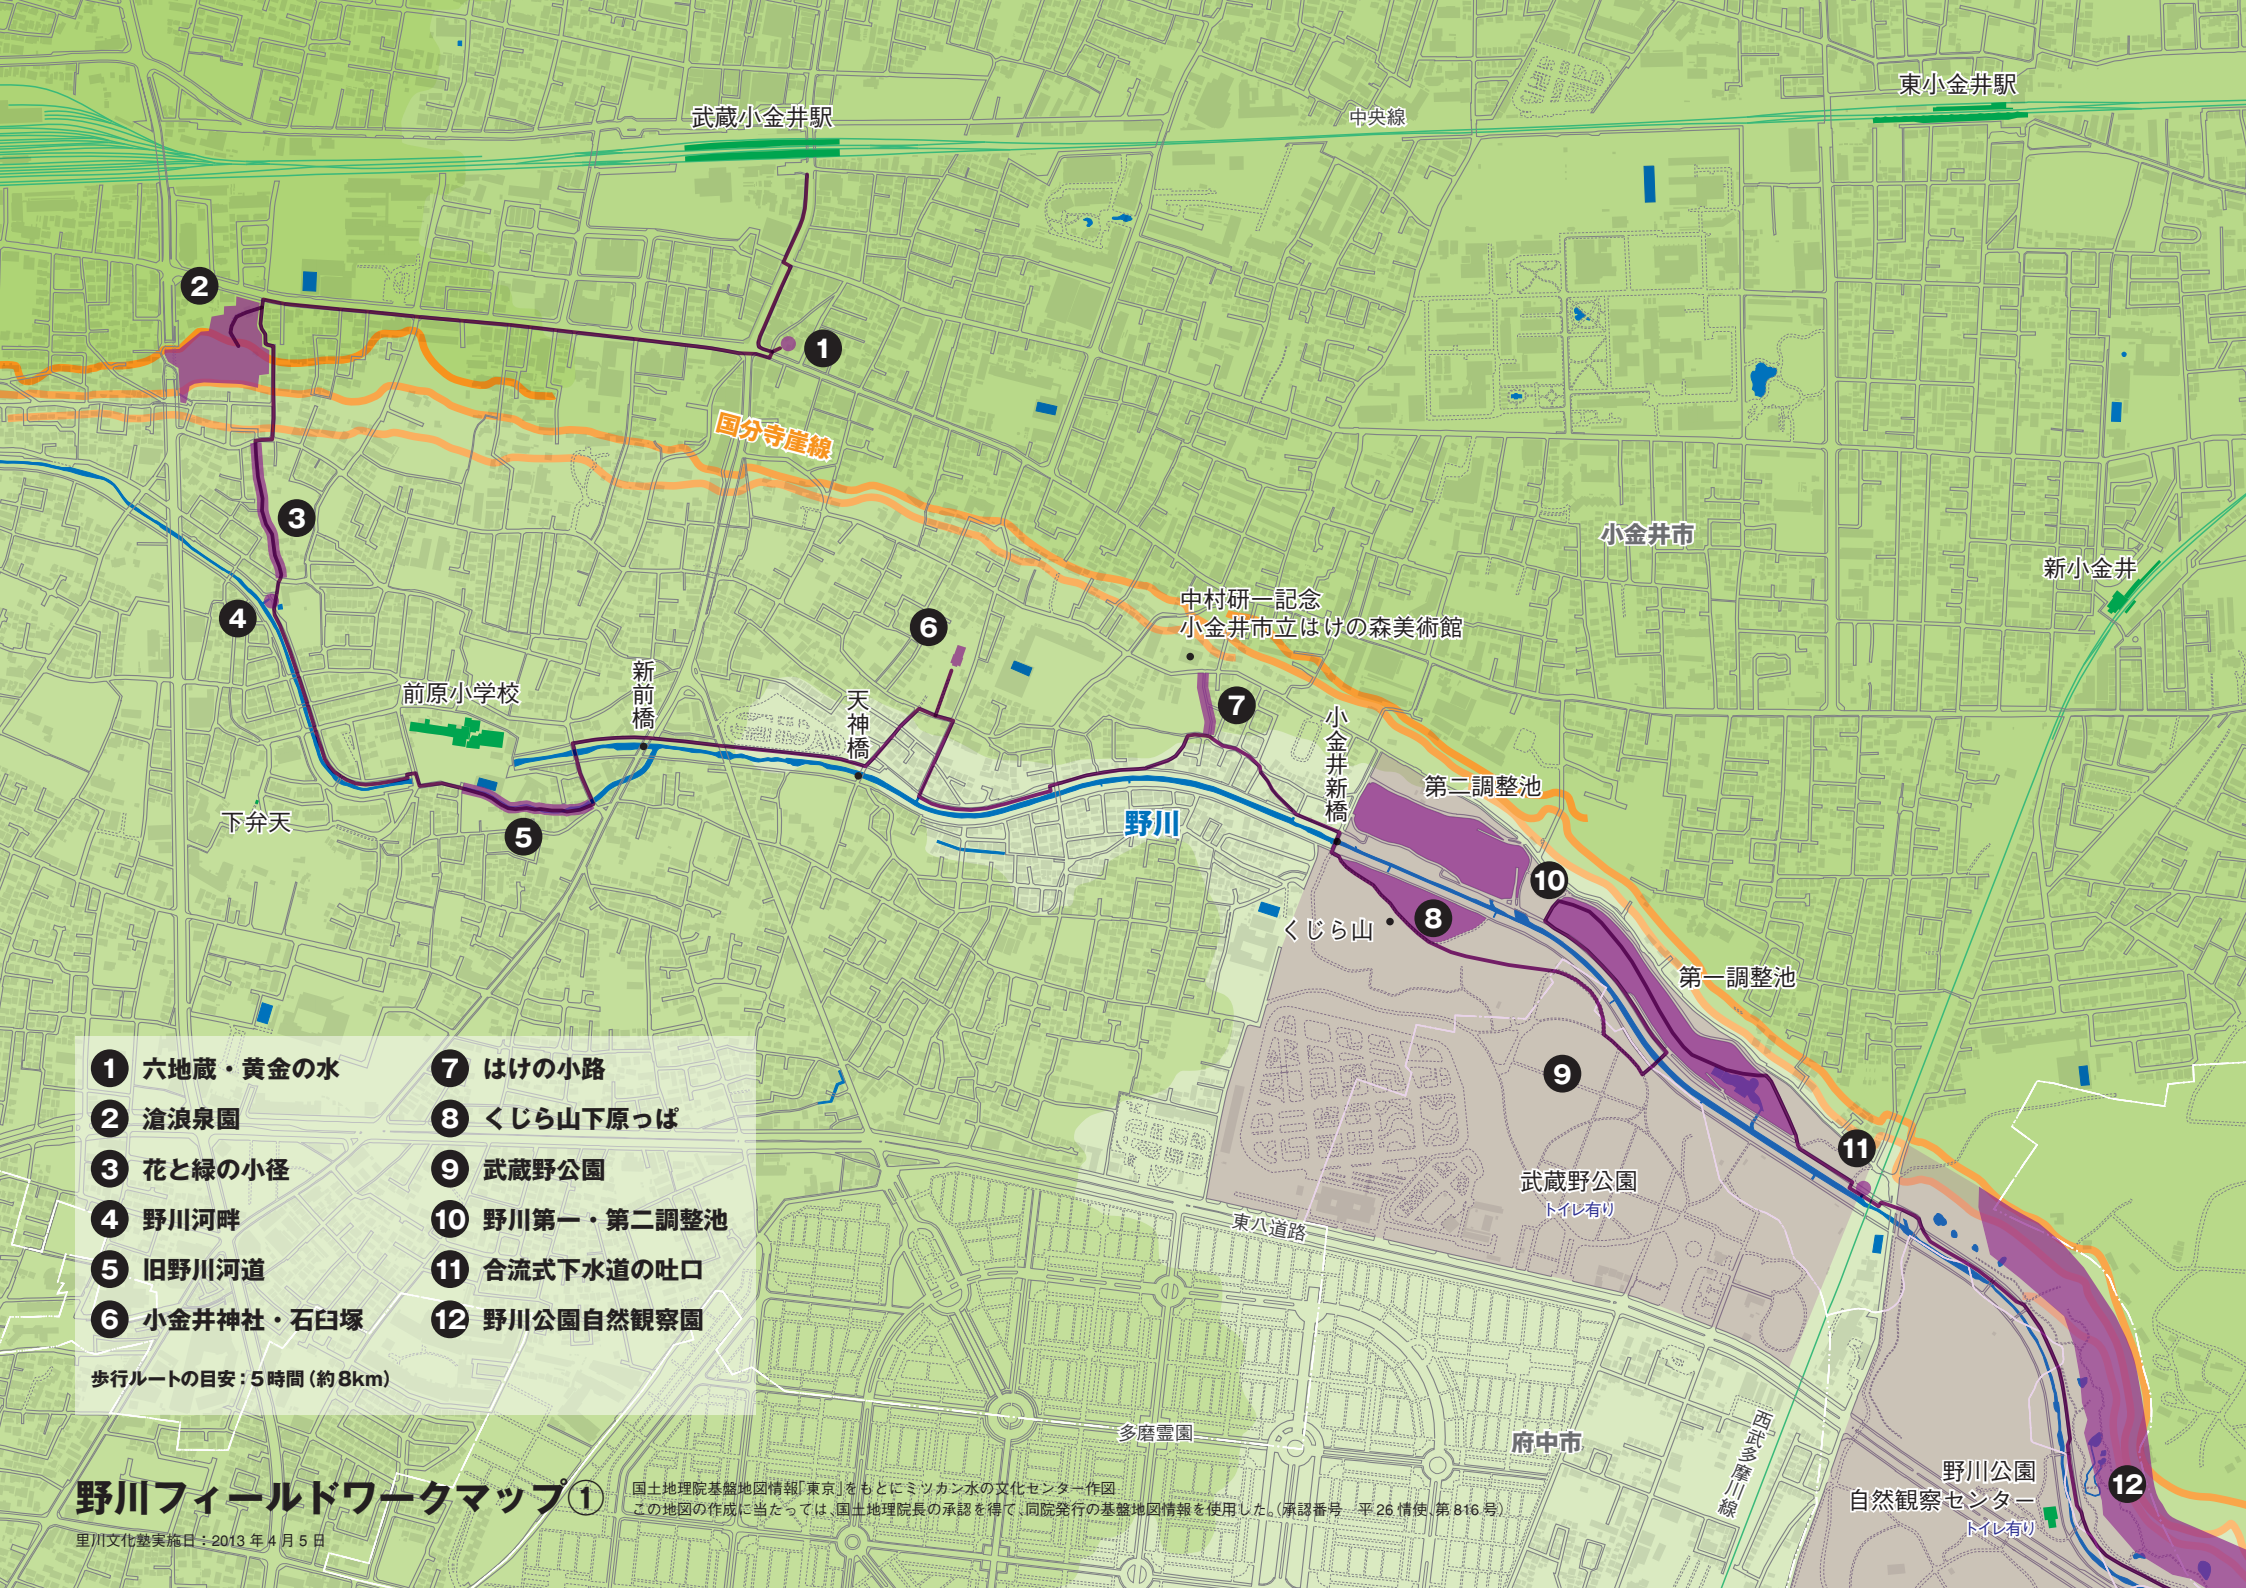 東小金井駅
武蔵小金井駅
中央線
2
1
国分寺崖線
3
小金井市
新小金井
4
中村研一記念
小金井市立はけの森美術館
6
新前橋
前原小学校
天神橋
7
小金井新橋
第二調整池
下弁天
5
野川
10
くじら山
8
第一調整池
9
11
武蔵野公園
トイレ有り
東八道路
1 六地蔵・黄金の水
2 滄浪泉園
3 花と緑の小径
4 野川河畔
5 旧野川河道
6 小金井神社・石臼塚
7 はけの小路
8 くじら山下原っぱ
9 武蔵野公園
10 野川第一・第二調整池
11 合流式下水道の吐口
12 野川公園自然観察園
歩行ルートの目安：5時間（約8km）
多磨霊園
府中市
西武多摩川線
野川公園
自然観察センター
トイレ有り
12
野川フィールドワークマップ①
国土地理院基盤地図情報「東京」をもとにミツカン水の文化センター作図
この地図の作成に当たっては、国土地理院長の承認を得て、同院発行の基盤地図情報を使用した。（承認番号　平26情使、第816号）
里川文化塾実施日：2013年4月5日